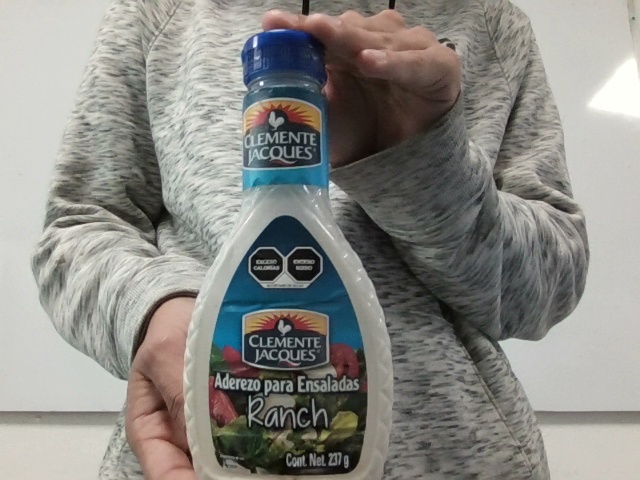 CLEMENTE
JACQUES
EXCESO
CALORÍAS
EXCESO
SODIO
CLEMENTE
JACQUES
Aderezo para Ensaladas
Ranch
Cont. Net. 237 g